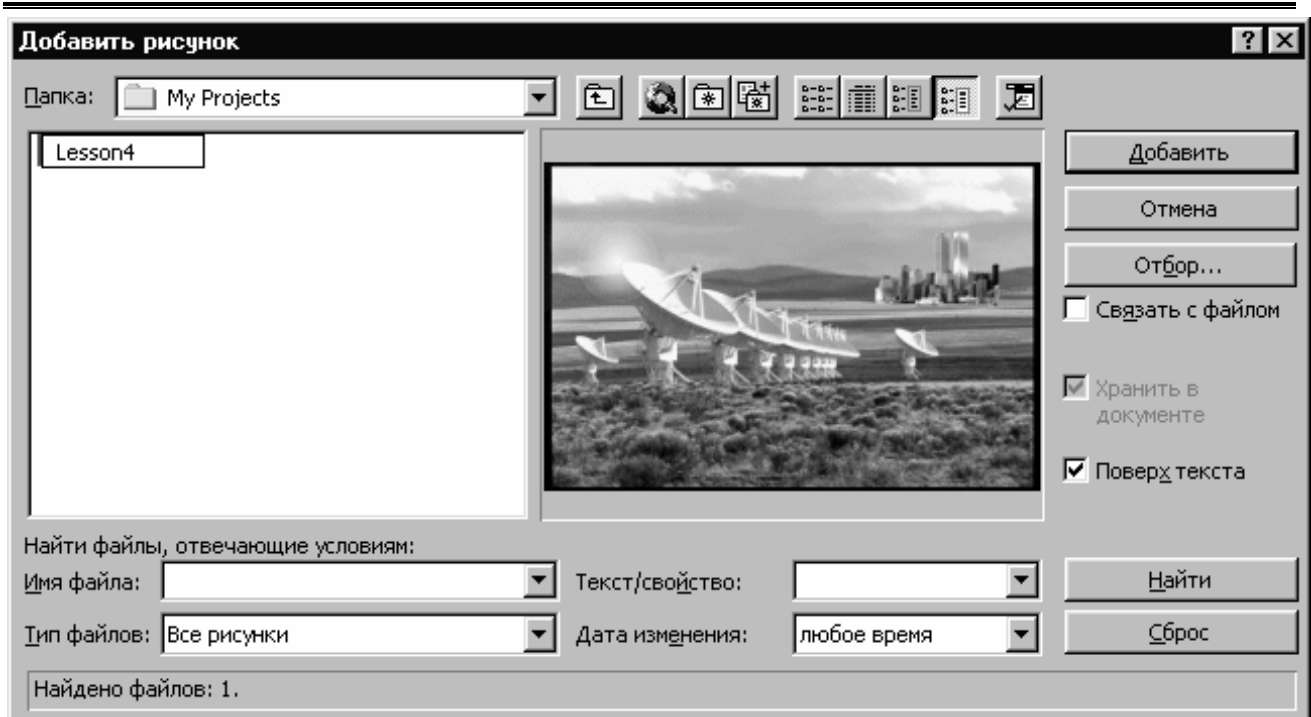 Добавить рисунок
Папка: My Projects
Lesson4
Добавить
Отмена
Отбор...
Связать с файлом
Хранить в
документе
Поверх текста
Найти файлы, отвечающие условиям:
Имя файла: Текст/свойство: Найти
Тип файлов: Все рисунки Дата изменения: любое время Сброс
Найдено файлов: 1.